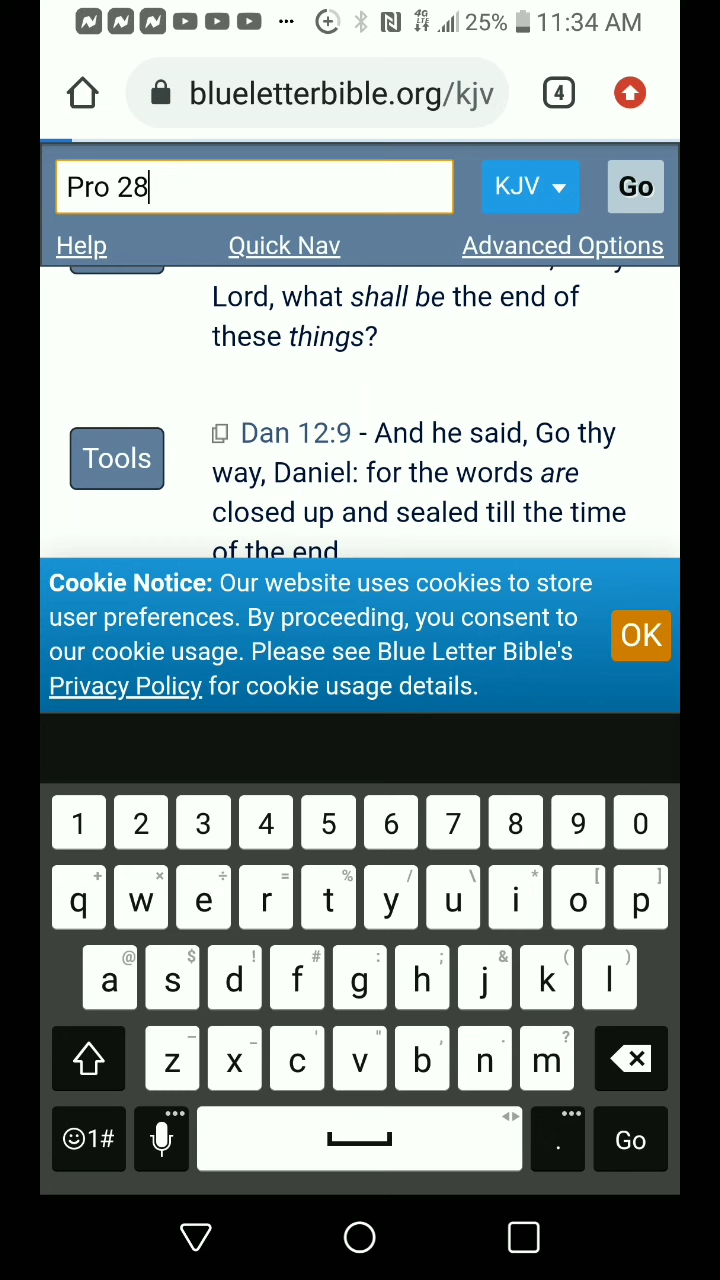 25% 11:34 AM
4G LTE
blueletterbible.org/kjv 4
Pro 28 KJV Go
Help Quick Nav Advanced Options
Lord, what shall be the end of
these things?
Tools
Dan 12:9 - And he said, Go thy
way, Daniel: for the words are
closed up and sealed till the time
of the end
Cookie Notice: Our website uses cookies to store
user preferences. By proceeding, you consent to
our cookie usage. Please see Blue Letter Bible's
Privacy Policy for cookie usage details.
OK
1 2 3 4 5 6 7 8 9 0
+ × ÷ = % / \ * [ ]
q w e r t y u i o p
@ $ ! # : ; & ( )
a s d f g h j k l
– _ ' " , . ?
z x c v b n m
☺1# . Go